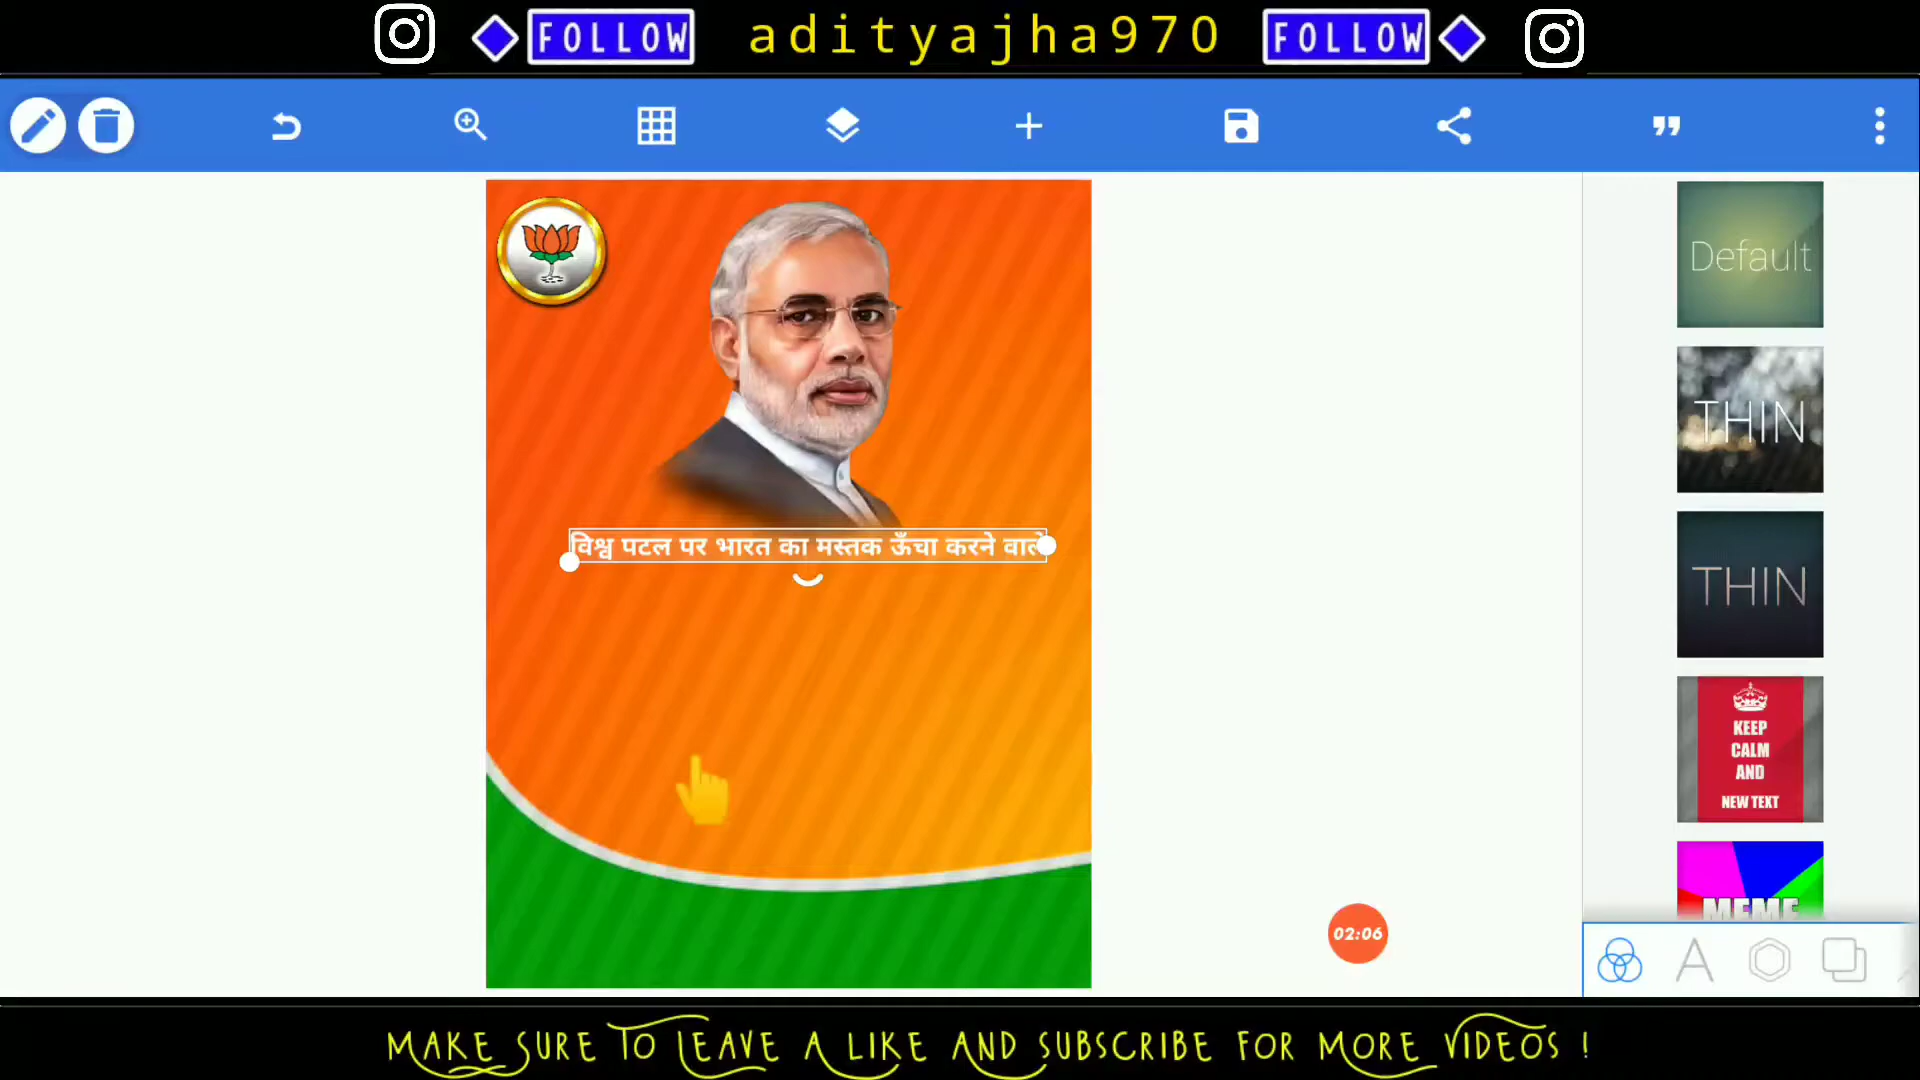 FOLLOW adityajha970 FOLLOW
Default
THIN
THIN
विश्व पटल पर भारत का मस्तक ऊँचा करने वाले
KEEP
CALM
AND
NEW TEXT
MEME
02:06
MAKE SURE TO LEAVE A LIKE AND SUBSCRIBE FOR MORE VIDEOS !